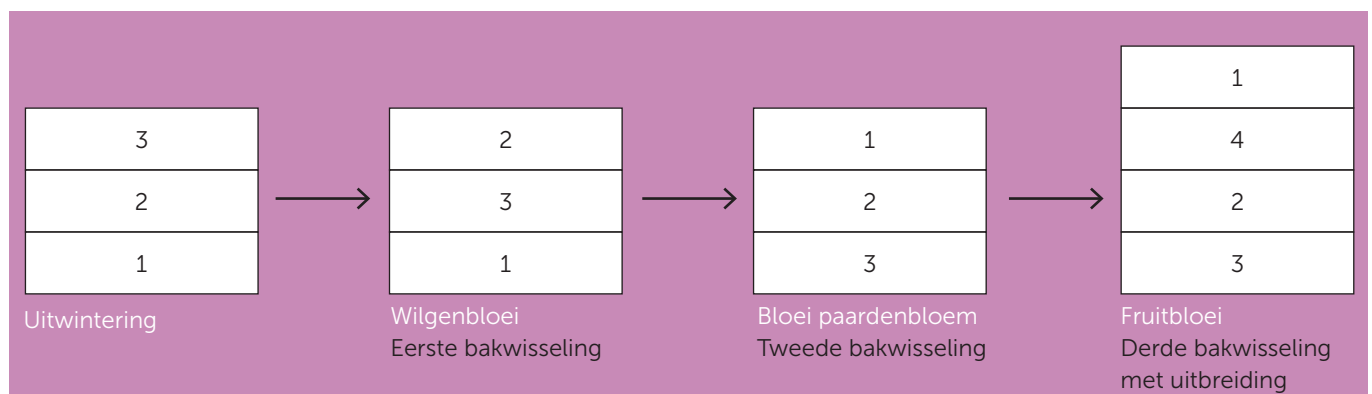 3
2
1
Uitwintering
2
3
1
Wilgenbloei
Eerste bakwisseling
1
2
3
Bloei paardenbloem
Tweede bakwisseling
1
4
2
3
Fruitbloei
Derde bakwisseling
met uitbreiding